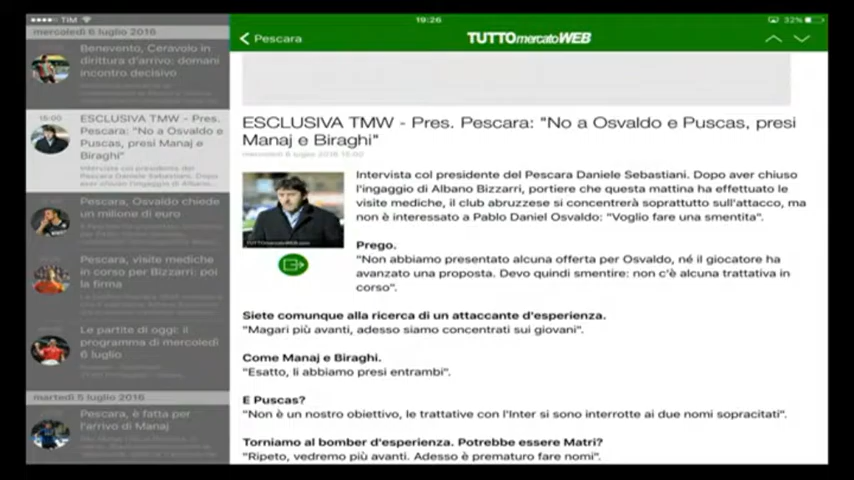 TIM
19:26
32%
mercoledì 6 luglio 2016
Benevento, Ceravolo in
dirittura d'arrivo: domani
incontro decisivo
15:00
ESCLUSIVA TMW - Pres.
Pescara: "No a Osvaldo e
Puscas, presi Manaj e
Biraghi"
Intervista col presidente del
Pescara Daniele Sebastiani. Dopo
aver chiuso l'ingaggio di Albano
Pescara, Osvaldo chiede
un milione di euro
Pescara, visite mediche
in corso per Bizzarri: poi
la firma
Le partite di oggi: il
programma di mercoledì
6 luglio
martedì 5 luglio 2016
Pescara, è fatta per
l'arrivo di Manaj
Pescara
TUTTOmercatoWEB
ESCLUSIVA TMW - Pres. Pescara: "No a Osvaldo e Puscas, presi
Manaj e Biraghi"
mercoledì 6 luglio 2016 15:00
TUTTOmercatoWEB.com
Intervista col presidente del Pescara Daniele Sebastiani. Dopo aver chiuso
l'ingaggio di Albano Bizzarri, portiere che questa mattina ha effettuato le
visite mediche, il club abruzzese si concentrerà soprattutto sull'attacco, ma
non è interessato a Pablo Daniel Osvaldo: "Voglio fare una smentita".
Prego.
"Non abbiamo presentato alcuna offerta per Osvaldo, né il giocatore ha
avanzato una proposta. Devo quindi smentire: non c'è alcuna trattativa in
corso".
Siete comunque alla ricerca di un attaccante d'esperienza.
"Magari più avanti, adesso siamo concentrati sui giovani".
Come Manaj e Biraghi.
"Esatto, li abbiamo presi entrambi".
E Puscas?
"Non è un nostro obiettivo, le trattative con l'Inter si sono interrotte ai due nomi sopracitati".
Torniamo al bomber d'esperienza. Potrebbe essere Matri?
"Ripeto, vedremo più avanti. Adesso è prematuro fare nomi".